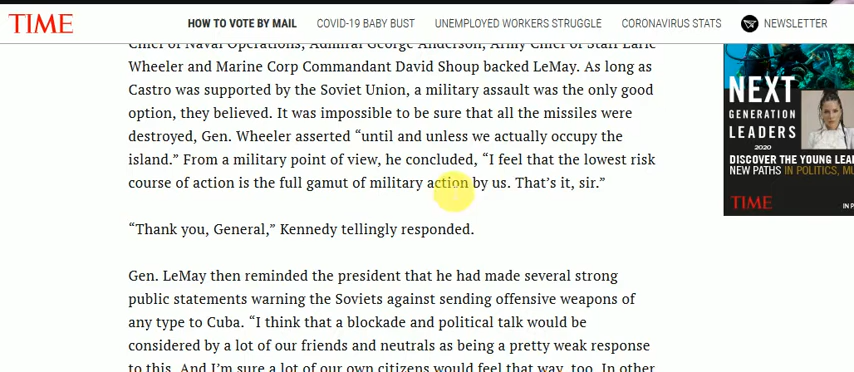 TIME
HOW TO VOTE BY MAIL COVID-19 BABY BUST UNEMPLOYED WORKERS STRUGGLE CORONAVIRUS STATS NEWSLETTER
Chief of Naval Operations, Admiral George Anderson, Army Chief of Staff Earle
Wheeler and Marine Corp Commandant David Shoup backed LeMay. As long as
Castro was supported by the Soviet Union, a military assault was the only good
option, they believed. It was impossible to be sure that all the missiles were
destroyed, Gen. Wheeler asserted “until and unless we actually occupy the
island.” From a military point of view, he concluded, “I feel that the lowest risk
course of action is the full gamut of military action by us. That’s it, sir.”
“Thank you, General,” Kennedy tellingly responded.
Gen. LeMay then reminded the president that he had made several strong
public statements warning the Soviets against sending offensive weapons of
any type to Cuba. “I think that a blockade and political talk would be
considered by a lot of our friends and neutrals as being a pretty weak response
to this. And I’m sure a lot of our own citizens would feel that way, too. In other
NEXT
GENERATION
LEADERS
2020
DISCOVER THE YOUNG LEA
NEW PATHS IN POLITICS, MU
TIME
IN P